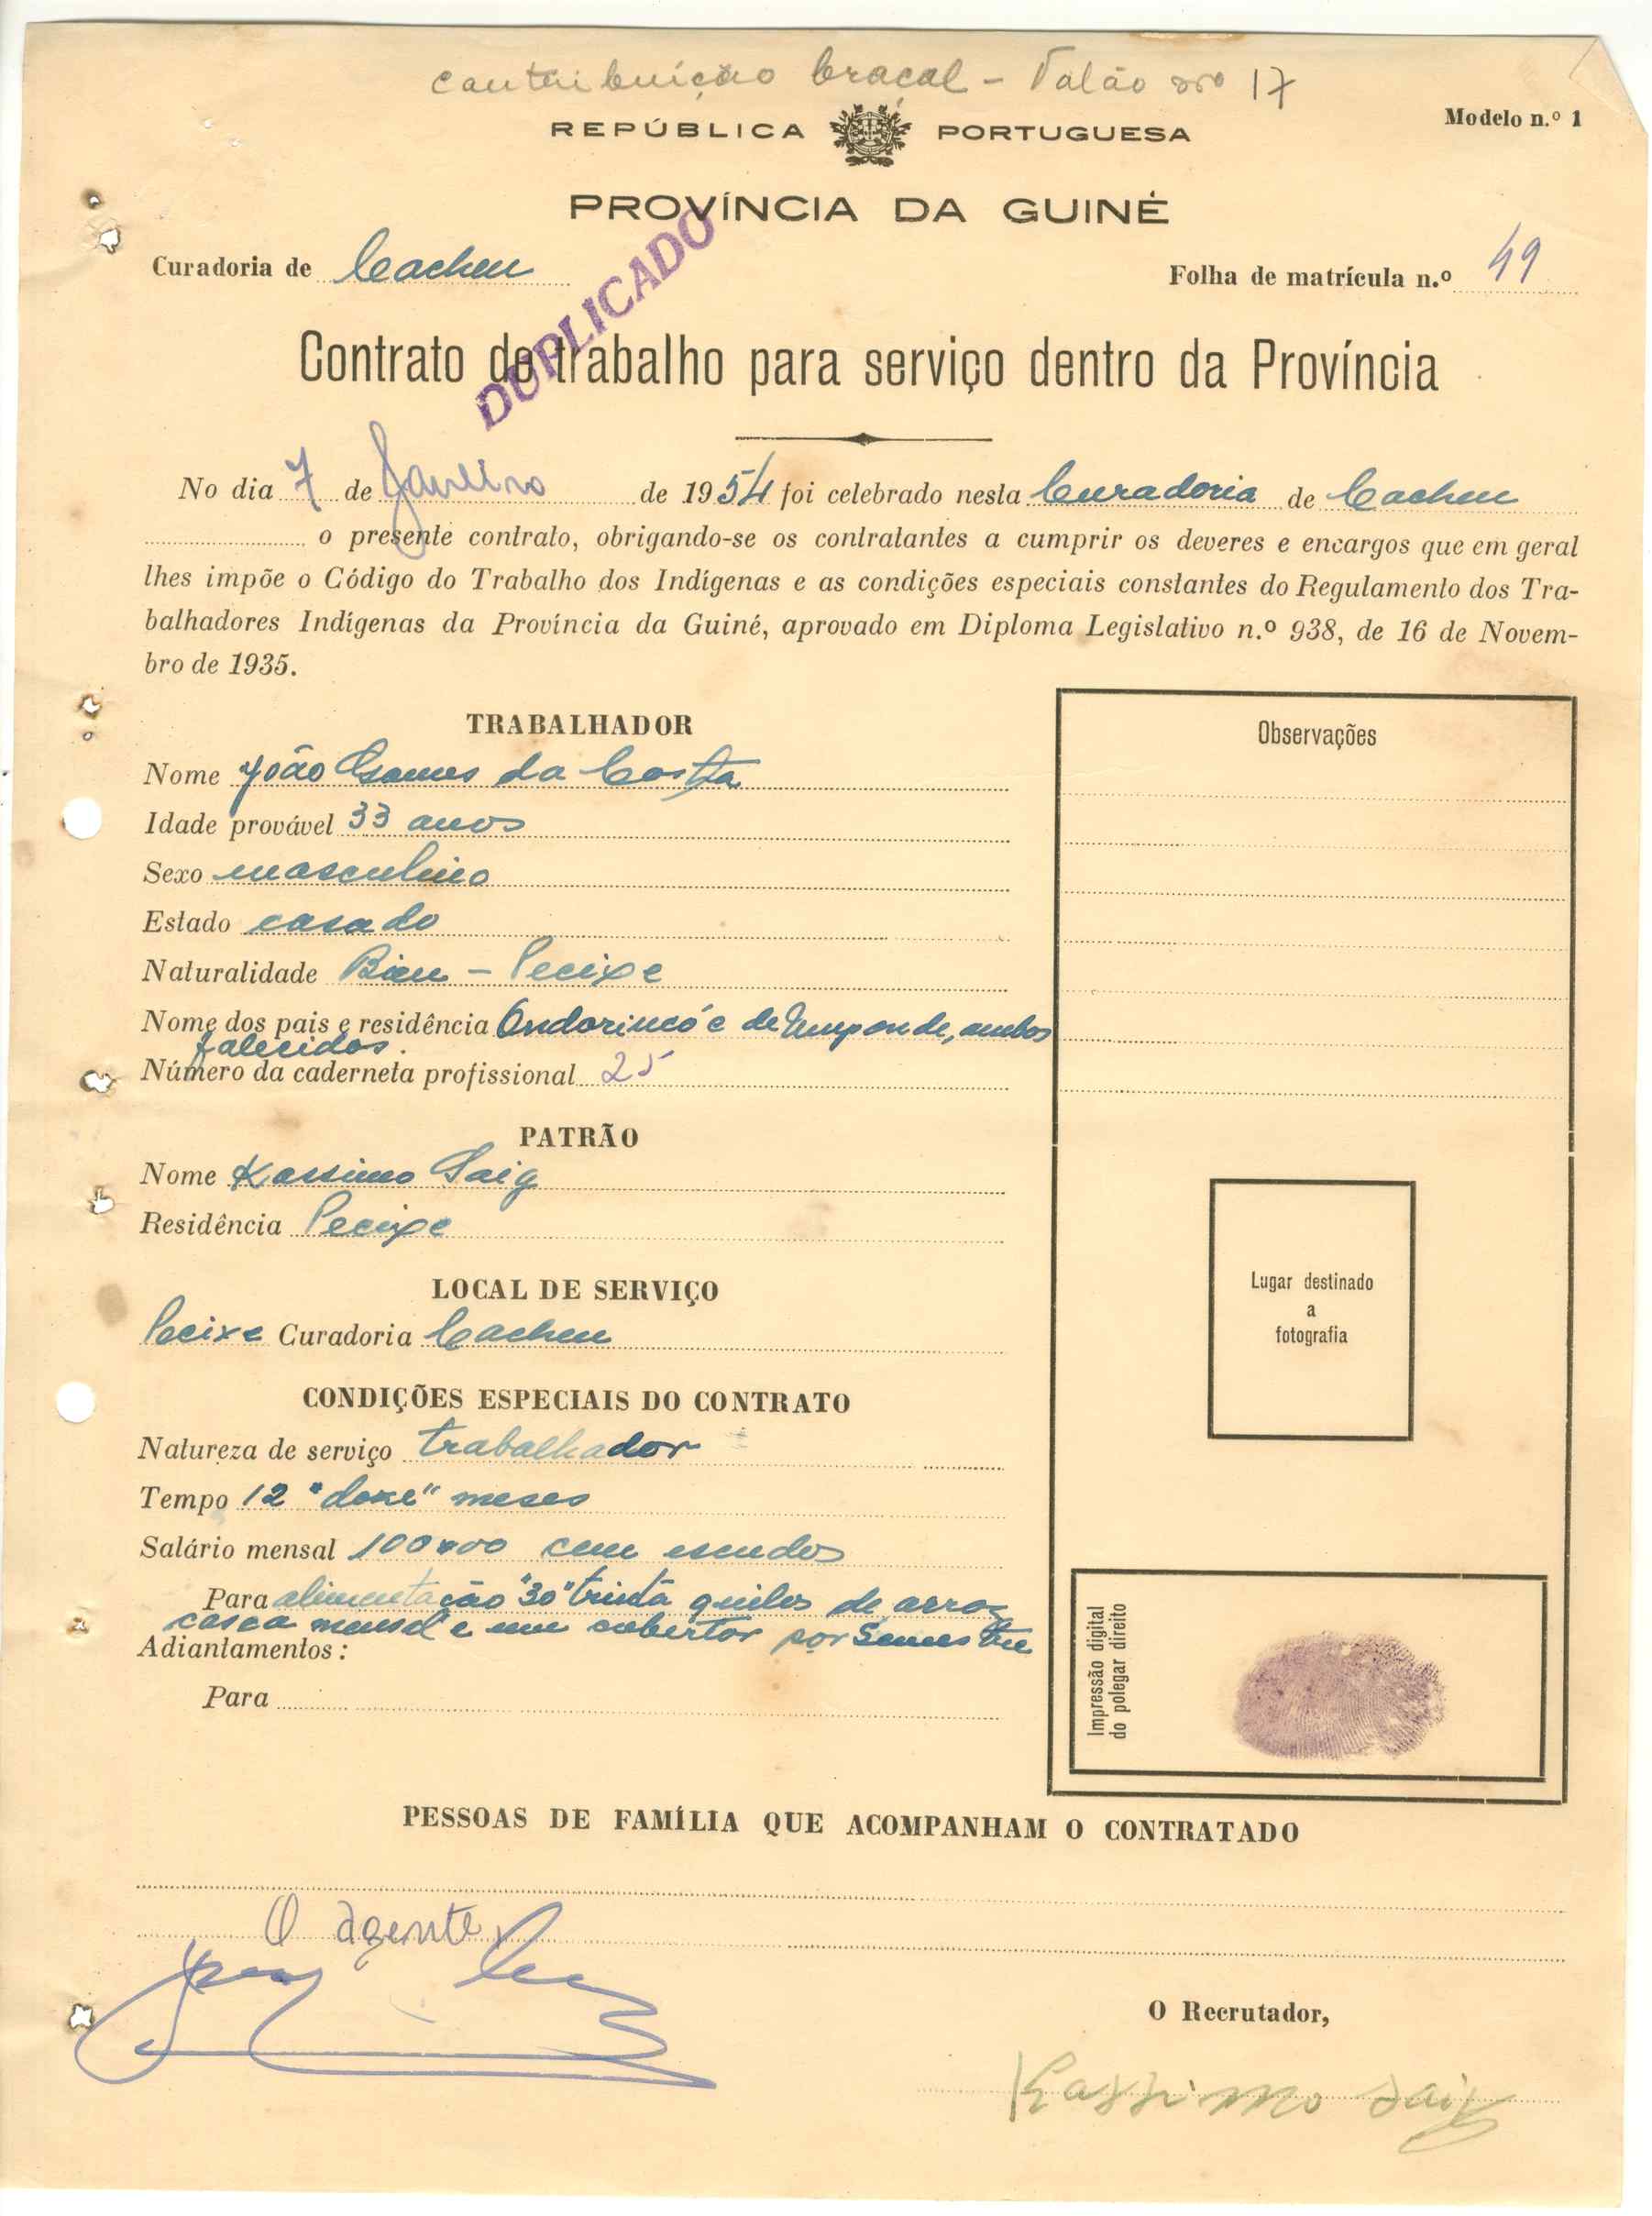 contribuição braçal - Talão nro 17
REPÚBLICA PORTUGUESA
Modelo n.º 1
PROVÍNCIA DA GUINÉ
DUPLICADO
Curadoria de Cacheu
Folha de matrícula n.º 49
Contrato de trabalho para serviço dentro da Província
No dia 7 de Janeiro de 1954 foi celebrado nesta Curadoria de Cacheu
o presente contrato, obrigando-se os contratantes a cumprir os deveres e encargos que em geral
lhes impõe o Código do Trabalho dos Indígenas e as condições especiais constantes do Regulamento dos Tra-
balhadores Indígenas da Província da Guiné, aprovado em Diploma Legislativo n.º 938, de 16 de Novem-
bro de 1935.
TRABALHADOR
Nome João Gomes da Costa
Idade provável 33 anos
Sexo masculino
Estado casado
Naturalidade Bien - Pecixe
Nome dos pais e residência e de ambos
falecidos.
Número da caderneta profissional 25
PATRÃO
Nome Kassimo Saig
Residência Pecixe
LOCAL DE SERVIÇO
Pecixe Curadoria Cacheu
CONDIÇÕES ESPECIAIS DO CONTRATO
Natureza de serviço trabalhador
Tempo 12 "doze" meses
Salário mensal 100$00 cem escudos
Para alimentação "30" trinta quilos de arroz
casca mensal e um cobertor por Semestre
Adiantamentos:
Para
Observações
Lugar destinado
a
fotografia
Impressão digital
do polegar direito
PESSOAS DE FAMÍLIA QUE ACOMPANHAM O CONTRATADO
O agente,
O Recrutador,
Kassimo Saig